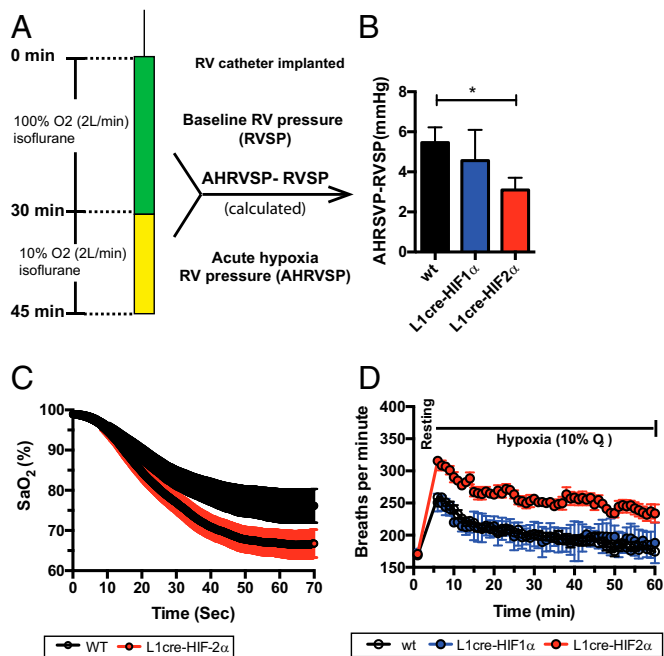 A
0 min
100% O2 (2L/min)
isoflurane
30 min
10% O2 (2L/min)
isoflurane
45 min
RV catheter implanted
Baseline RV pressure
(RVSP)
AHRVSP- RVSP
(calculated)
Acute hypoxia
RV pressure (AHRVSP)
B
AHRSVP-RVSP(mmHg)
8
6
4
2
0
*
wt
L1cre-HIF1α
L1cre-HIF2α
C
SaO2 (%)
100
90
80
70
60
0 10 20 30 40 50 60 70
Time (Sec)
WT L1cre-HIF-2α
D
Breaths per minute
350
300
250
200
150
Resting
Hypoxia (10% O2 )
0 10 20 30 40 50 60
Time (min)
wt L1cre-HIF1α L1cre-HIF2α